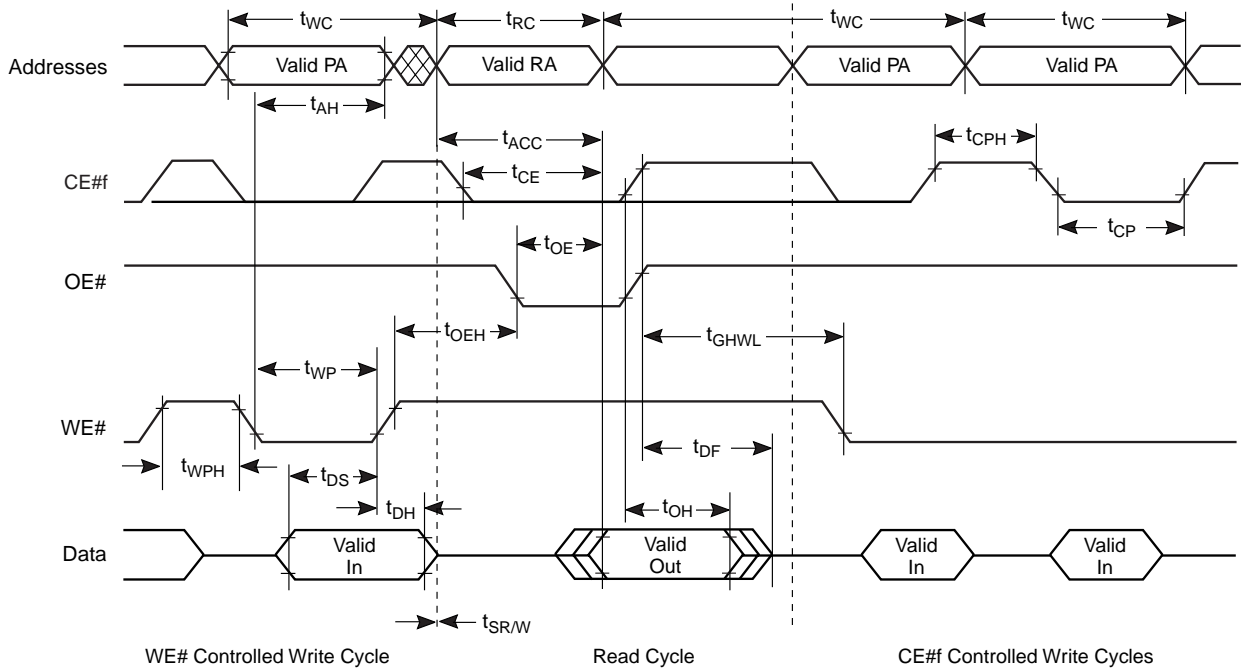 tWC tRC tWC tWC
Addresses Valid PA Valid RA Valid PA Valid PA
tAH
tACC
tCPH
CE#f tCE
tCP
tOE
OE#
tOEH tGHWL
tWP
WE#
tDF
tWPH tDS
tDH tOH
Data Valid In Valid Out Valid In Valid In
tSR/W
WE# Controlled Write Cycle Read Cycle CE#f Controlled Write Cycles